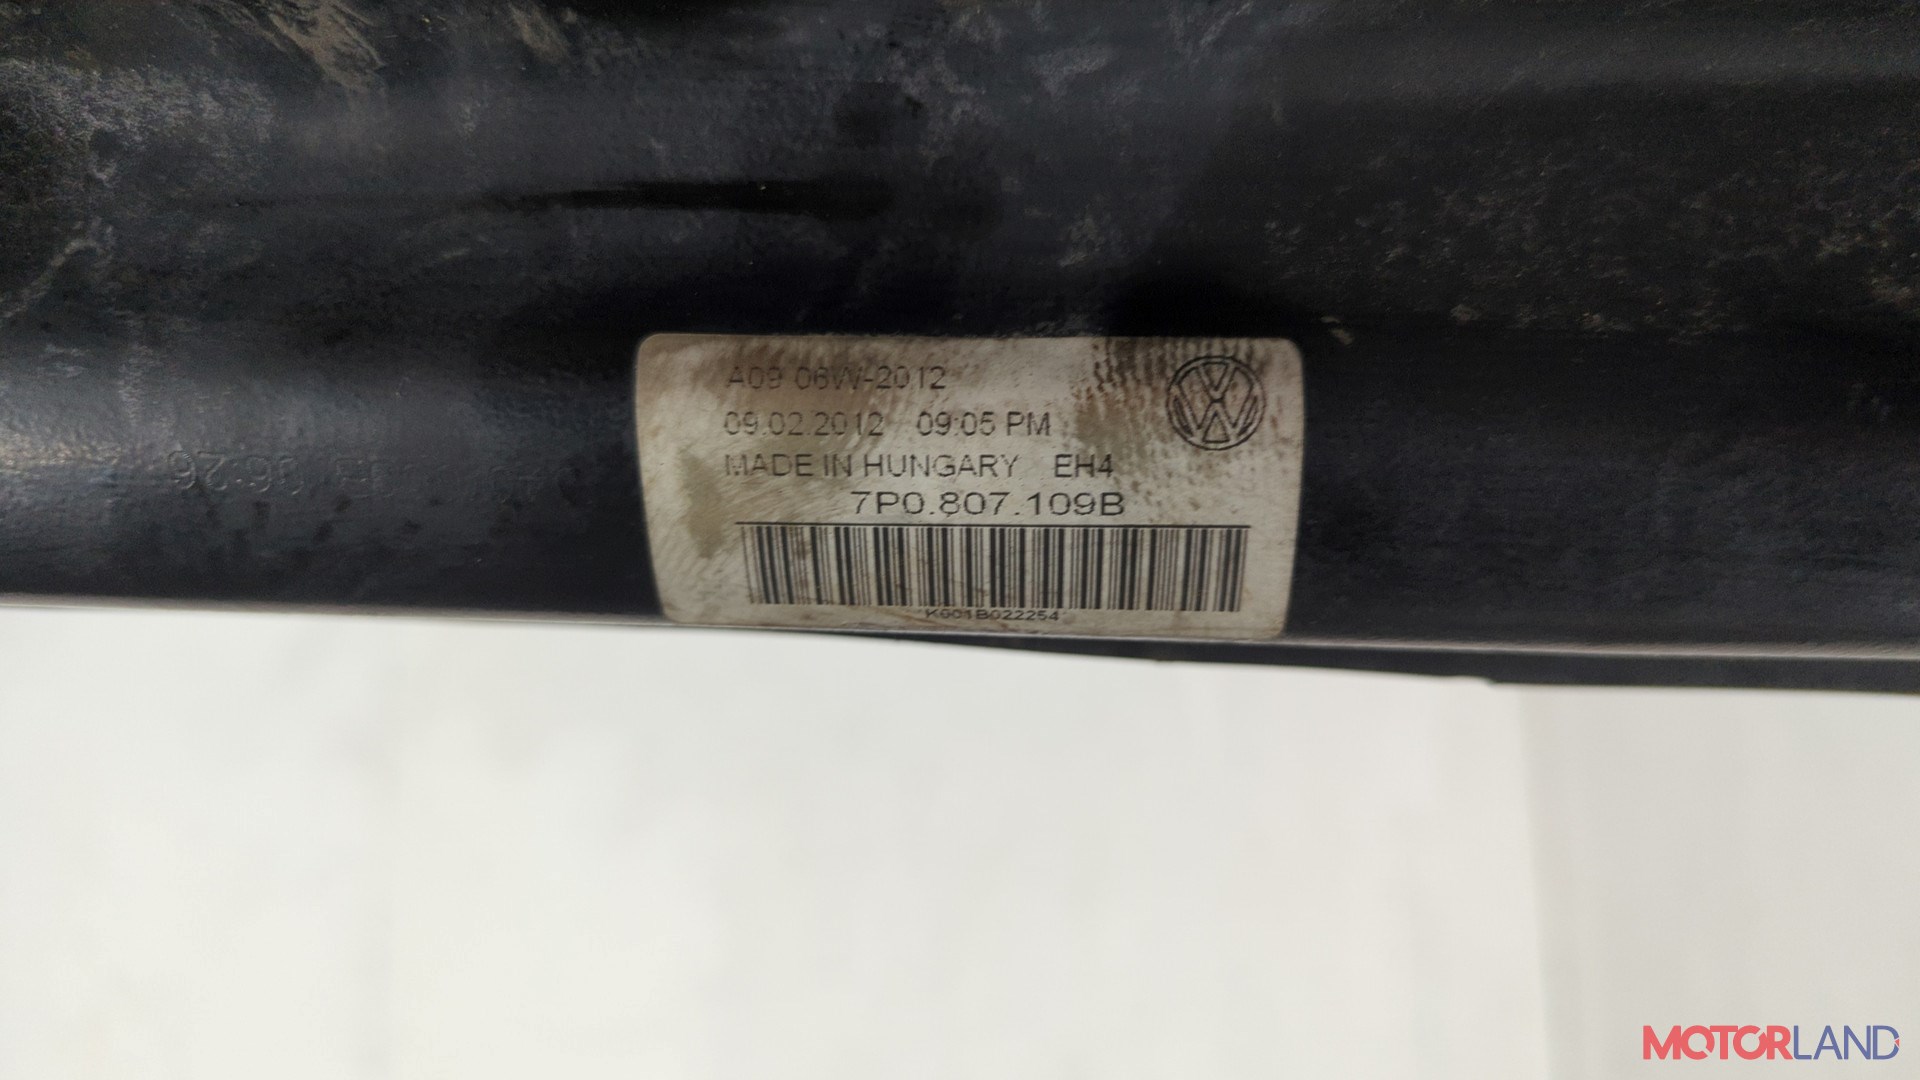 A09 06W-2012
09.02.2012 09:05 PM
MADE IN HUNGARY EH4
7P0.807.109B
K001B022254
MOTORLAND